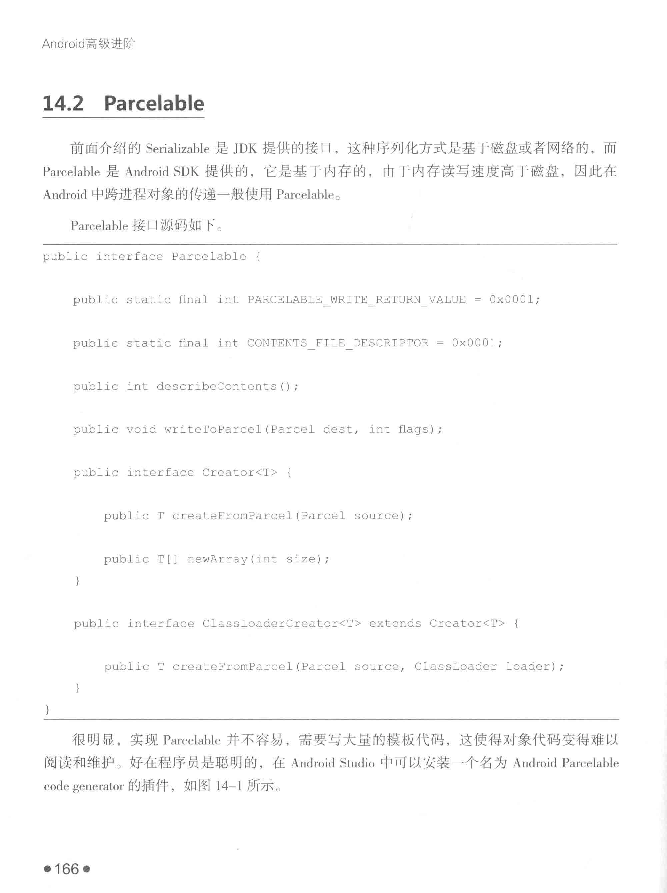 Android高级进阶
14.2 Parcelable
前面介绍的 Serializable 是 JDK 提供的接口，这种序列化方式是基于磁盘或者网络的，而
Parcelable 是 Android SDK 提供的，它是基于内存的，由于内存读写速度高于磁盘，因此在
Android 中跨进程对象的传递一般使用 Parcelable。
Parcelable 接口源码如下。
public interface Parcelable {
public static final int PARCELABLE_WRITE_RETURN_VALUE = 0x0001;
public static final int CONTENTS_FILE_DESCRIPTOR = 0x0001;
public int describeContents();
public void writeToParcel(Parcel dest, int flags);
public interface Creator<T> {
public T createFromParcel(Parcel source);
public T[] newArray(int size);
}
public interface ClassLoaderCreator<T> extends Creator<T> {
public T createFromParcel(Parcel source, ClassLoader loader);
}
}
很明显，实现 Parcelable 并不容易，需要写大量的模板代码，这使得对象代码变得难以
阅读和维护。好在程序员是聪明的，在 Android Studio 中可以安装一个名为 Android Parcelable
code generator 的插件，如图 14-1 所示。
●166●